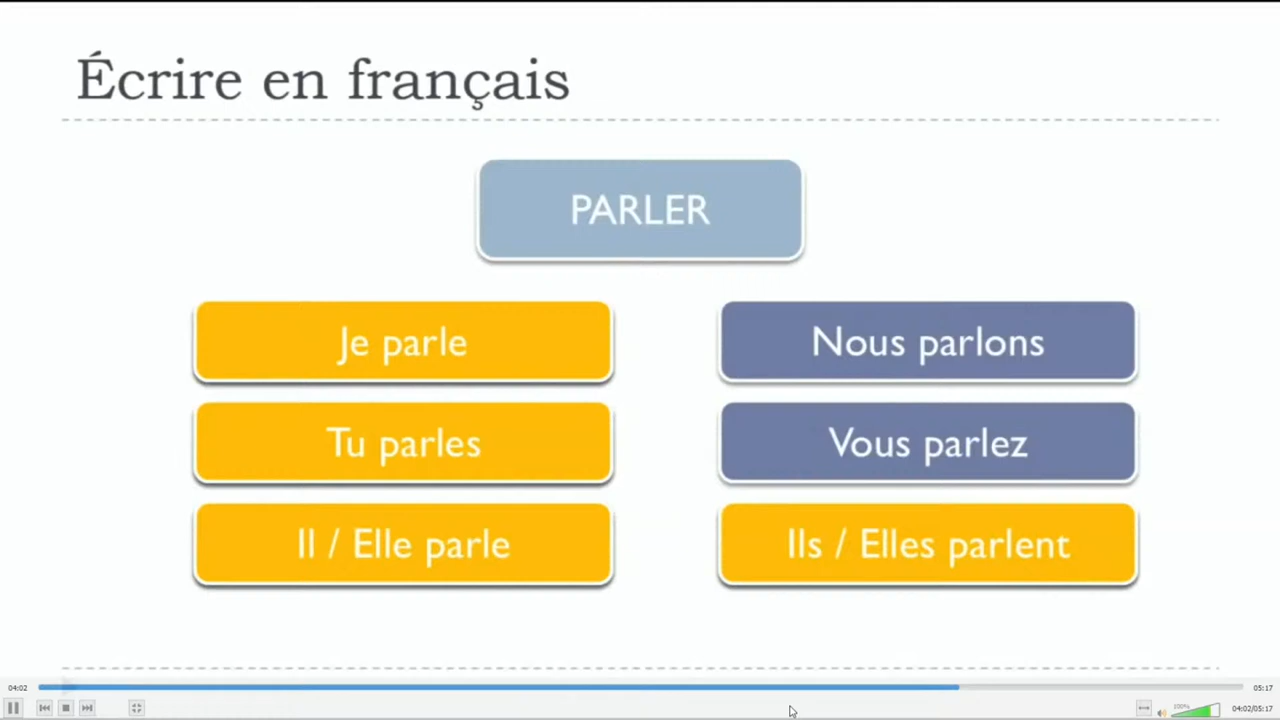 Écrire en français
PARLER
Je parle
Nous parlons
Tu parles
Vous parlez
Il / Elle parle
Ils / Elles parlent
04:02
05:17
100%
04:02/05:17